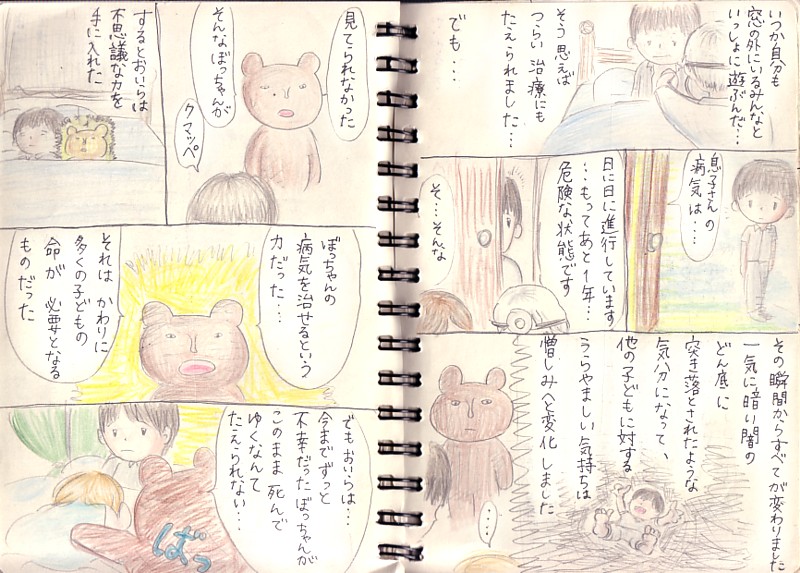 いつか自分も
窓の外にいるみんなと
いっしょに遊ぶんだ…
そう思えば
つらい治療にも
たえられました…
でも…
息子さんの
病気は…
日に日に進行しています
…もってあと1年…
危険な状態です
そ…そんな
その瞬間からすべてが変わりました
一気に暗い闇の
どん底に
突き落とされたような
気分になって、
他の子どもに対する
うらやましい気持ちは
憎しみへと変化しました
…
見てられなかった
そんなぼっちゃんが
クマッペ
するとおいらは
不思議な力を
手に入れた
ぼっちゃんの
病気を治せるという
力だった…
それは かわりに
多くの子どもの
命が 必要となる
ものだった
でもおいらは…
今までずっと
不幸だったぼっちゃんが
このまま死んで
ゆくなんて
たえられない…
ばっ